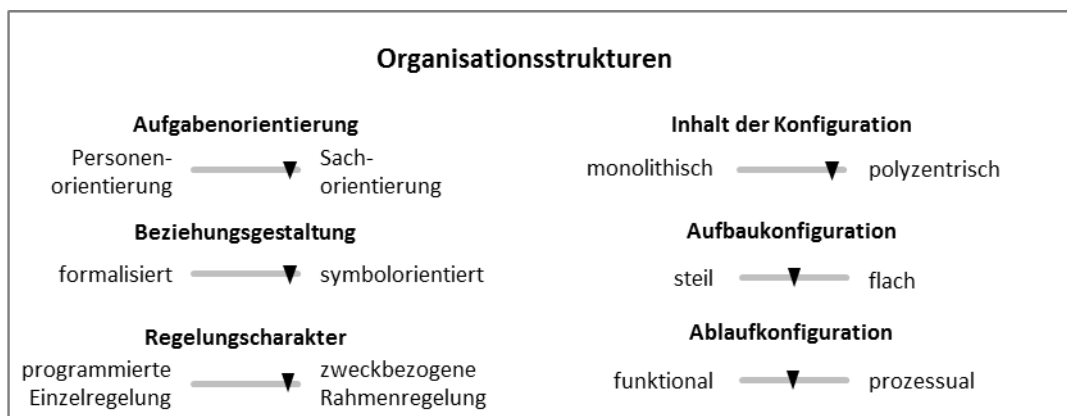 Organisationsstrukturen
Aufgabenorientierung
Personen-
orientierung
Sach-
orientierung
Beziehungsgestaltung
formalisiert
symbolorientiert
Regelungscharakter
programmierte
Einzelregelung
zweckbezogene
Rahmenregelung
Inhalt der Konfiguration
monolithisch
polyzentrisch
Aufbaukonfiguration
steil
flach
Ablaufkonfiguration
funktional
prozessual